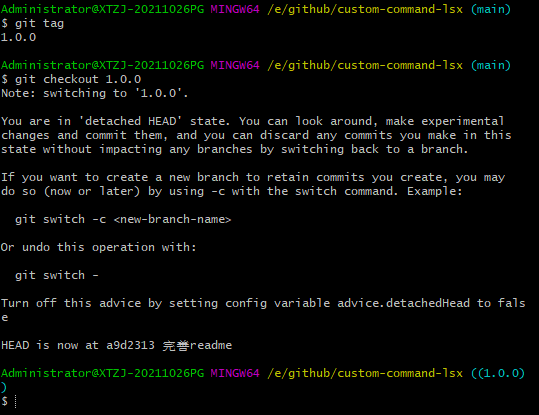 Administrator@XTZJ-20211026PG MINGW64 /e/github/custom-command-lsx (main)
$ git tag
1.0.0
Administrator@XTZJ-20211026PG MINGW64 /e/github/custom-command-lsx (main)
$ git checkout 1.0.0
Note: switching to '1.0.0'.
You are in 'detached HEAD' state. You can look around, make experimental
changes and commit them, and you can discard any commits you make in this
state without impacting any branches by switching back to a branch.
If you want to create a new branch to retain commits you create, you may
do so (now or later) by using -c with the switch command. Example:
git switch -c <new-branch-name>
Or undo this operation with:
git switch -
Turn off this advice by setting config variable advice.detachedHead to fals
e
HEAD is now at a9d2313 完善readme
Administrator@XTZJ-20211026PG MINGW64 /e/github/custom-command-lsx ((1.0.0)
)
$